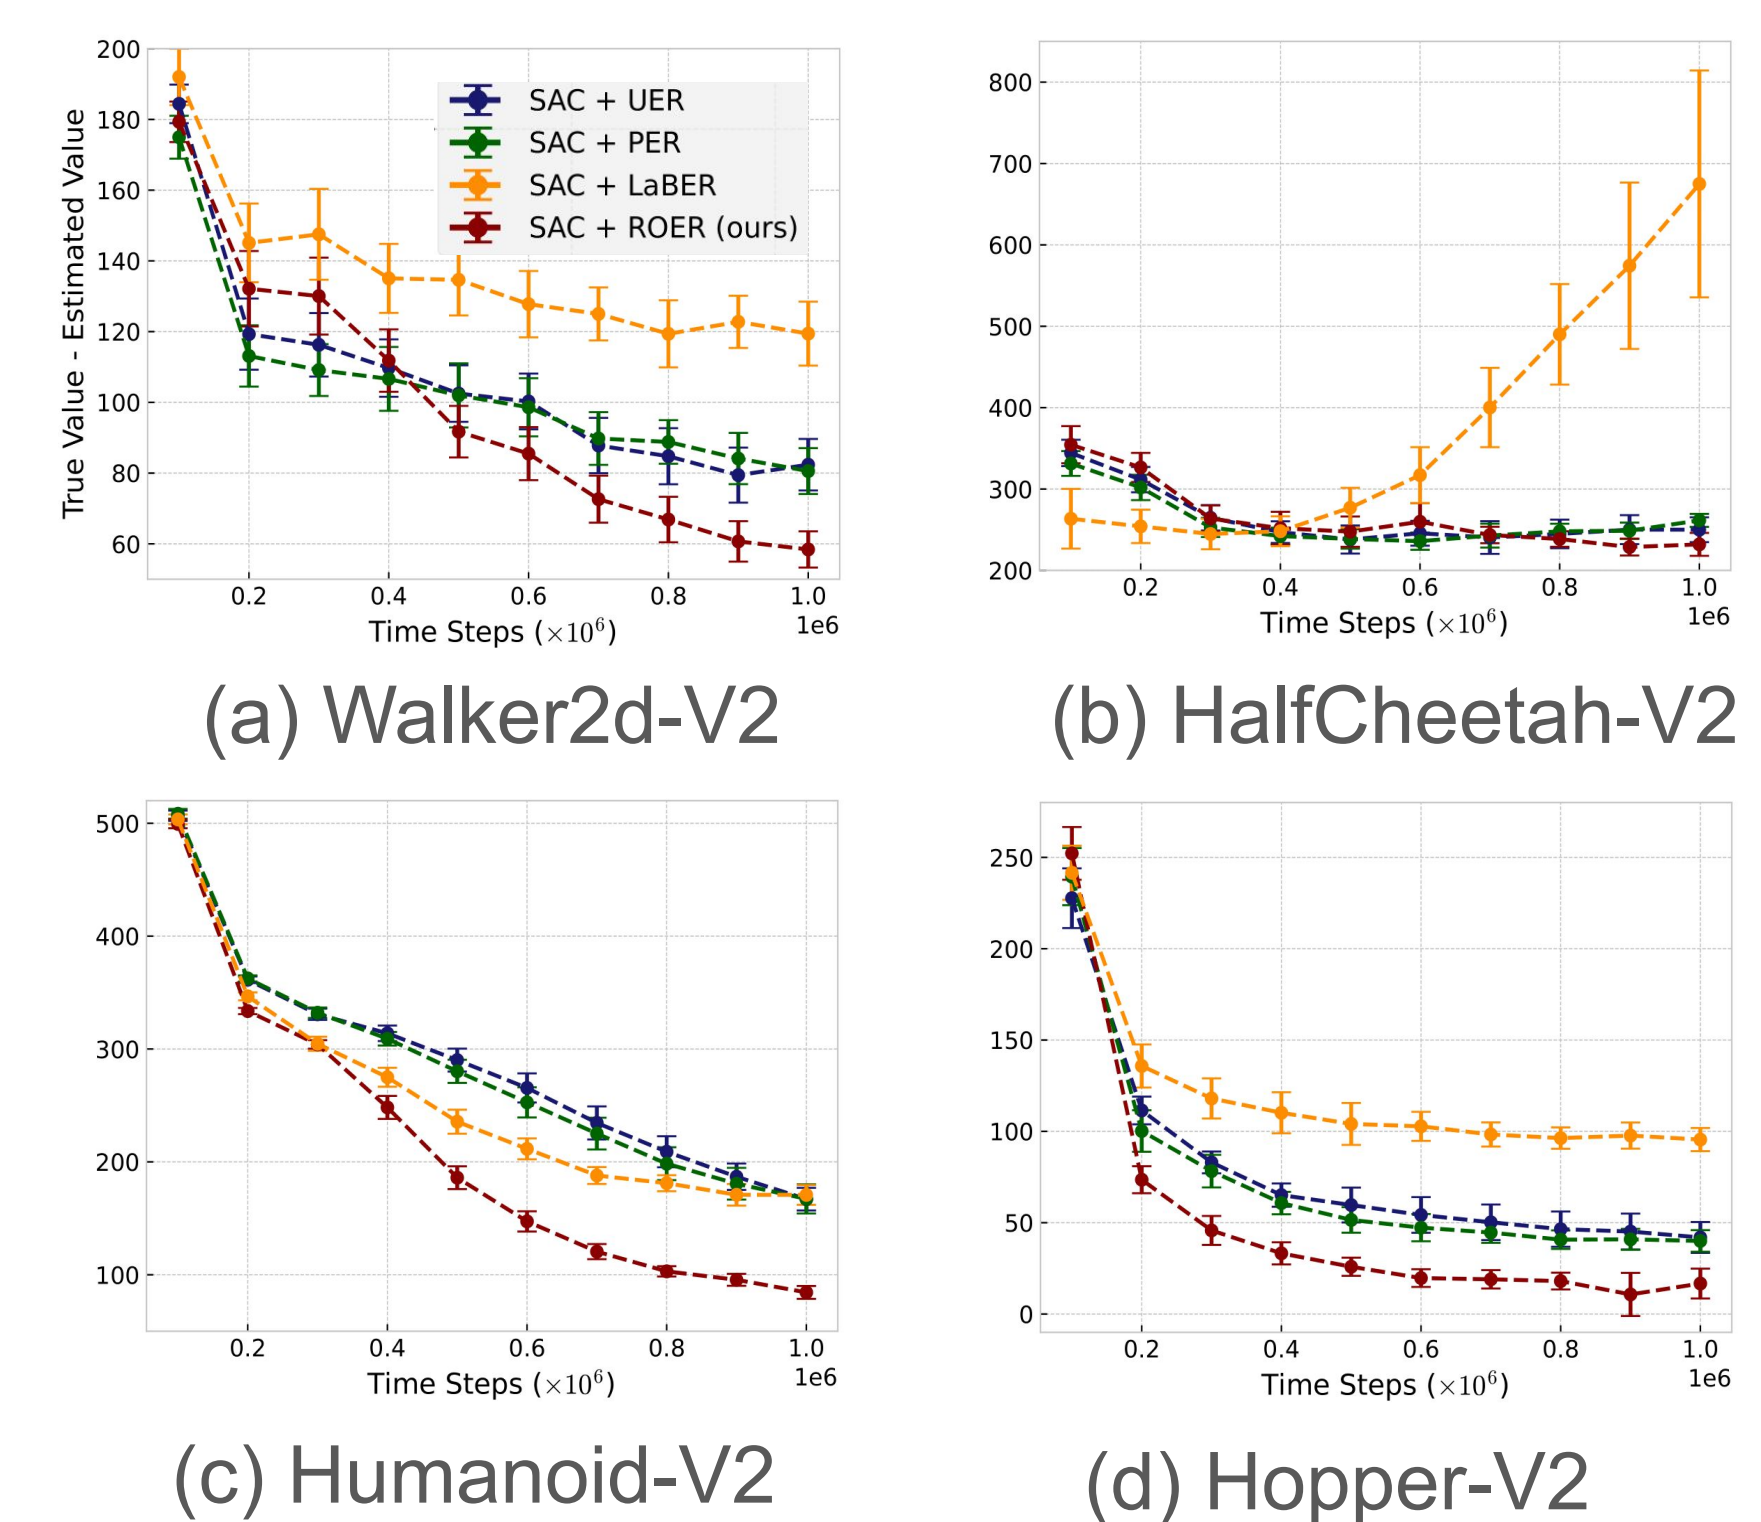 True Value - Estimated Value
200
180
160
140
120
100
80
60
SAC + UER
SAC + PER
SAC + LaBER
SAC + ROER (ours)
0.2 0.4 0.6 0.8 1.0
1e6
Time Steps (×10⁶)
(a) Walker2d-V2
800
700
600
500
400
300
200
0.2 0.4 0.6 0.8 1.0
1e6
Time Steps (×10⁶)
(b) HalfCheetah-V2
500
400
300
200
100
0.2 0.4 0.6 0.8 1.0
1e6
Time Steps (×10⁶)
(c) Humanoid-V2
250
200
150
100
50
0
0.2 0.4 0.6 0.8 1.0
1e6
Time Steps (×10⁶)
(d) Hopper-V2